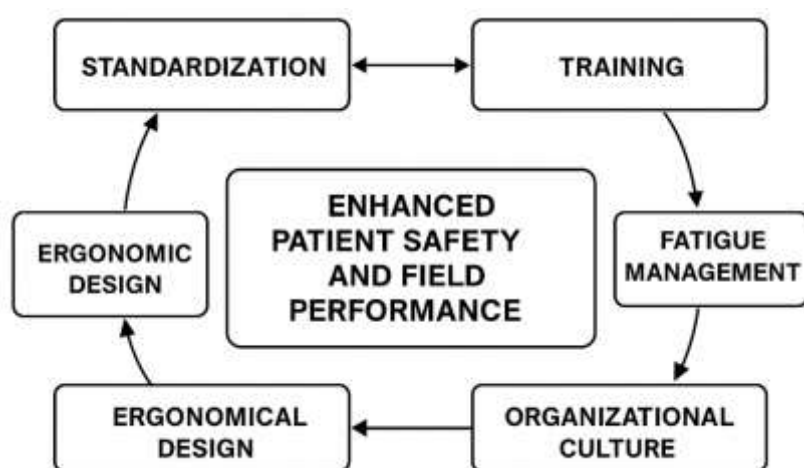 STANDARDIZATION
TRAINING
ENHANCED
PATIENT SAFETY
AND FIELD
PERFORMANCE
ERGONOMIC
DESIGN
FATIGUE
MANAGEMENT
ERGONOMICAL
DESIGN
ORGANIZATIONAL
CULTURE